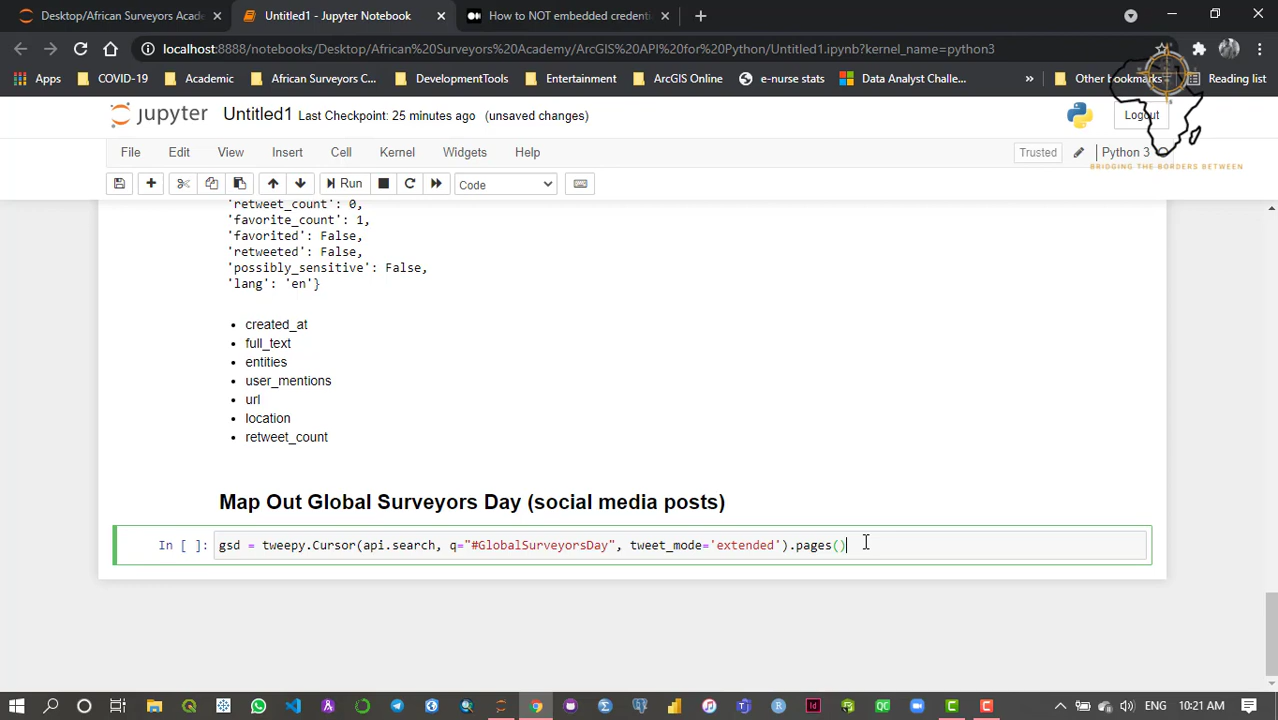 Desktop/African Surveyors Acade
Untitled1 - Jupyter Notebook
How to NOT embedded credenti
localhost:8888/notebooks/Desktop/African%20Surveyors%20Academy/ArcGIS%20API%20for%20Python/Untitled1.ipynb?kernel_name=python3
Apps
COVID-19
Academic
African Surveyors C...
DevelopmentTools
Entertainment
ArcGIS Online
e-nurse stats
Data Analyst Challe...
»
Other bookmarks
Reading list
jupyter
Untitled1
Last Checkpoint: 25 minutes ago
(unsaved changes)
Logout
File
Edit
View
Insert
Cell
Kernel
Widgets
Help
Trusted
Python 3
BRIDGING THE BORDERS BETWEEN
Run
Code
'retweet_count': 0,
'favorite_count': 1,
'favorited': False,
'retweeted': False,
'possibly_sensitive': False,
'lang': 'en'}
• created_at
• full_text
• entities
• user_mentions
• url
• location
• retweet_count
Map Out Global Surveyors Day (social media posts)
In [ ]: gsd = tweepy.Cursor(api.search, q="#GlobalSurveyorsDay", tweet_mode='extended').pages()
ENG
10:21 AM